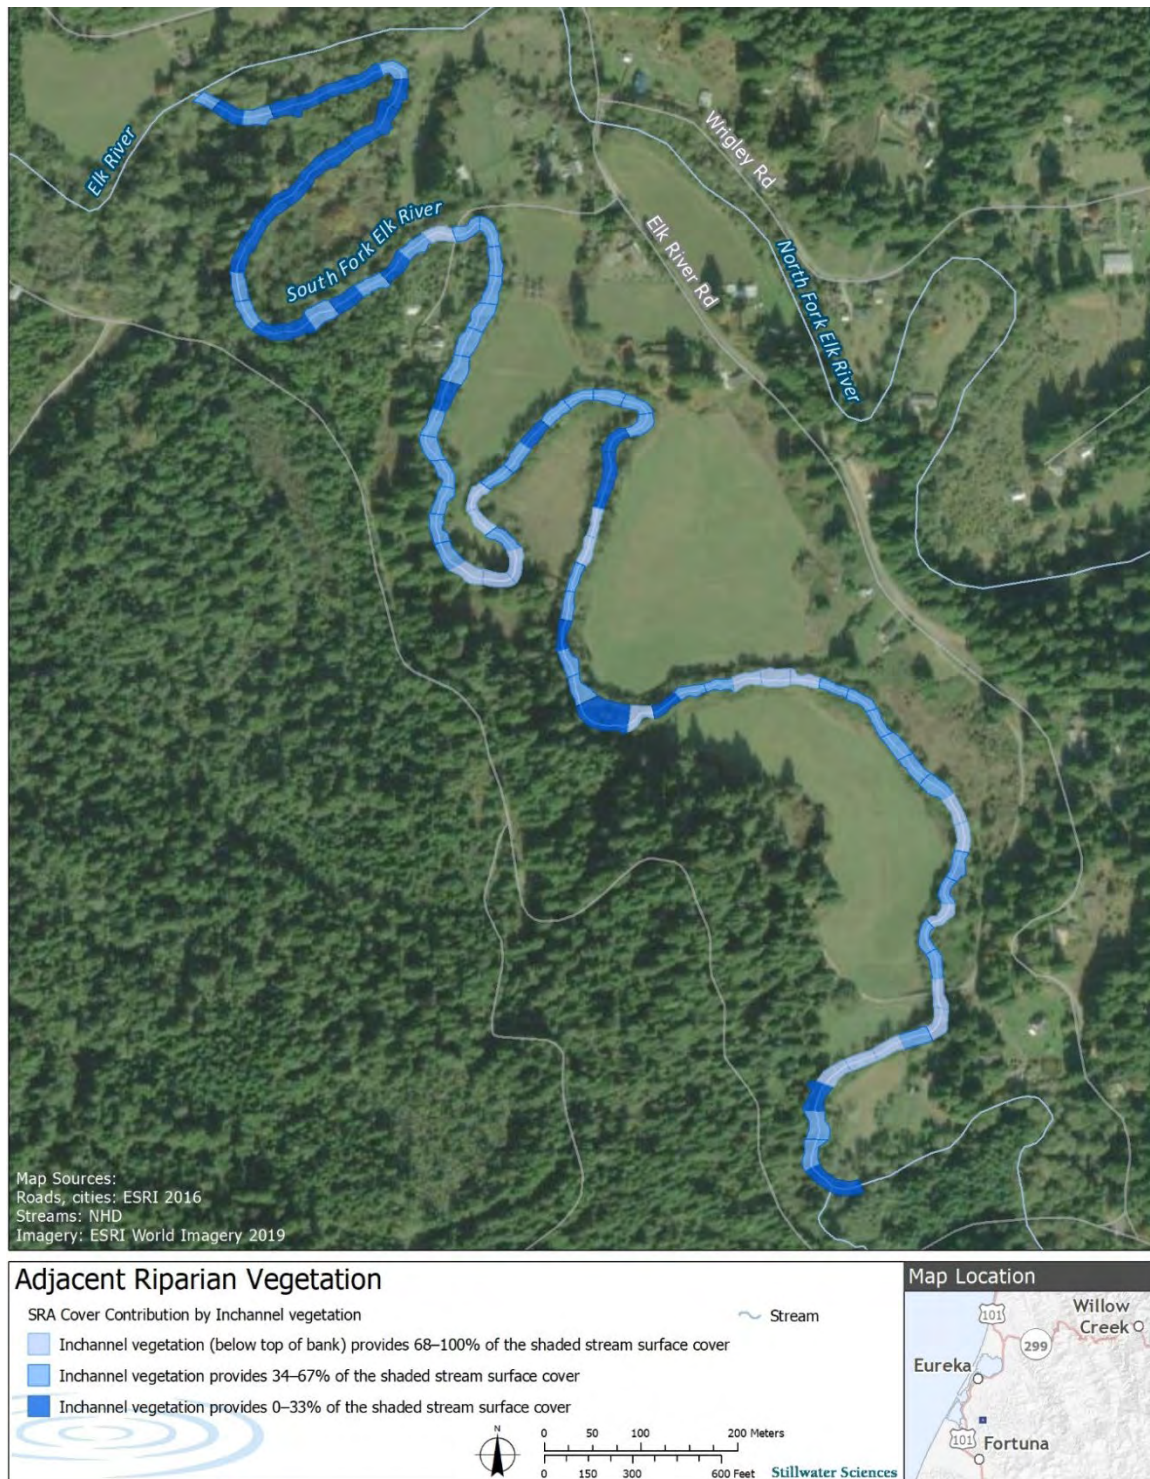 Elk River
South Fork Elk River
Wrigley Rd
Elk River Rd
North Fork Elk River
Map Sources:
Roads, cities: ESRI 2016
Streams: NHD
Imagery: ESRI World Imagery 2019
Adjacent Riparian Vegetation
SRA Cover Contribution by Inchannel vegetation
Stream
Inchannel vegetation (below top of bank) provides 68–100% of the shaded stream surface cover
Inchannel vegetation provides 34–67% of the shaded stream surface cover
Inchannel vegetation provides 0–33% of the shaded stream surface cover
N
0 50 100 200 Meters
0 150 300 600 Feet
Stillwater Sciences
Map Location
101
Willow
Creek
299
Eureka
101
Fortuna